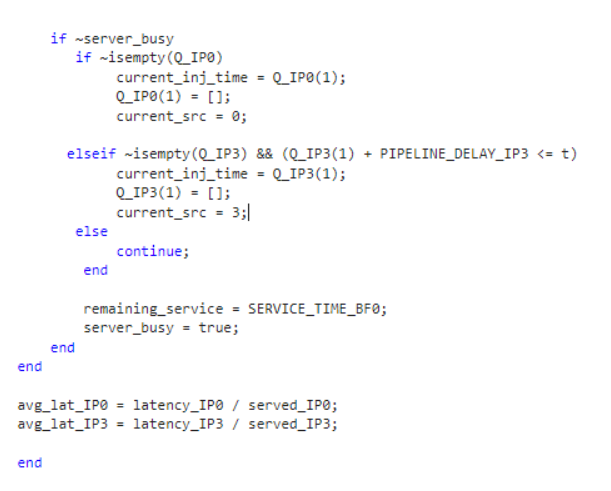 if ~server_busy
if ~isempty(Q_IP0)
current_inj_time = Q_IP0(1);
Q_IP0(1) = [];
current_src = 0;
elseif ~isempty(Q_IP3) && (Q_IP3(1) + PIPELINE_DELAY_IP3 <= t)
current_inj_time = Q_IP3(1);
Q_IP3(1) = [];
current_src = 3;
else
continue;
end
remaining_service = SERVICE_TIME_BF0;
server_busy = true;
end
end
avg_lat_IP0 = latency_IP0 / served_IP0;
avg_lat_IP3 = latency_IP3 / served_IP3;
end